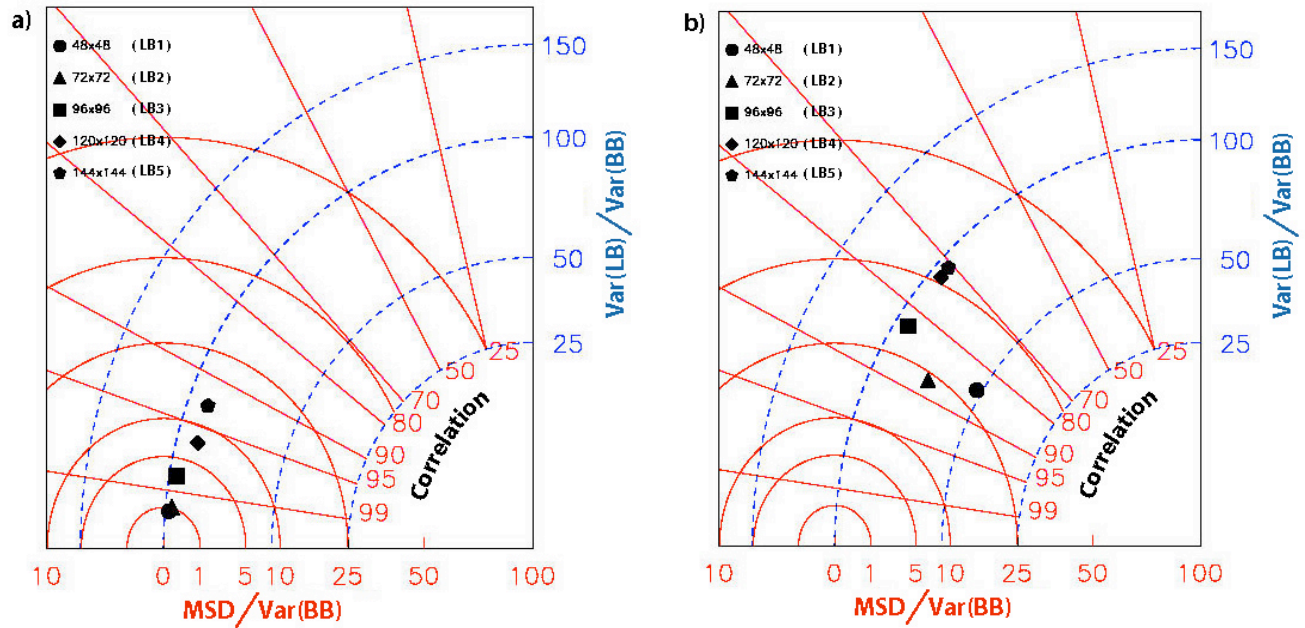 a)
48x48 (LB1)
72x72 (LB2)
96x96 (LB3)
120x120 (LB4)
144x144 (LB5)
150
100
50
25
Var(LB)/Var(BB)
25
50
70
80
90
95
99
Correlation
10 0 1 5 10 25 50 100
MSD/Var(BB)
b)
48x48 (LB1)
72x72 (LB2)
96x96 (LB3)
120x120 (LB4)
144x144 (LB5)
150
100
50
25
Var(LB)/Var(BB)
25
50
70
80
90
95
99
Correlation
10 0 1 5 10 25 50 100
MSD/Var(BB)